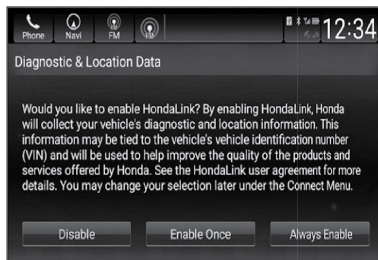 Phone
Navi
FM
FM
12:34
Diagnostic & Location Data
Would you like to enable HondaLink? By enabling HondaLink, Honda
will collect your vehicle's diagnostic and location information. This
information may be tied to the vehicle's vehicle identification number
(VIN) and will be used to help improve the quality of the products and
services offered by Honda. See the HondaLink user agreement for more
details. You may change your selection later under the Connect Menu.
Disable
Enable Once
Always Enable